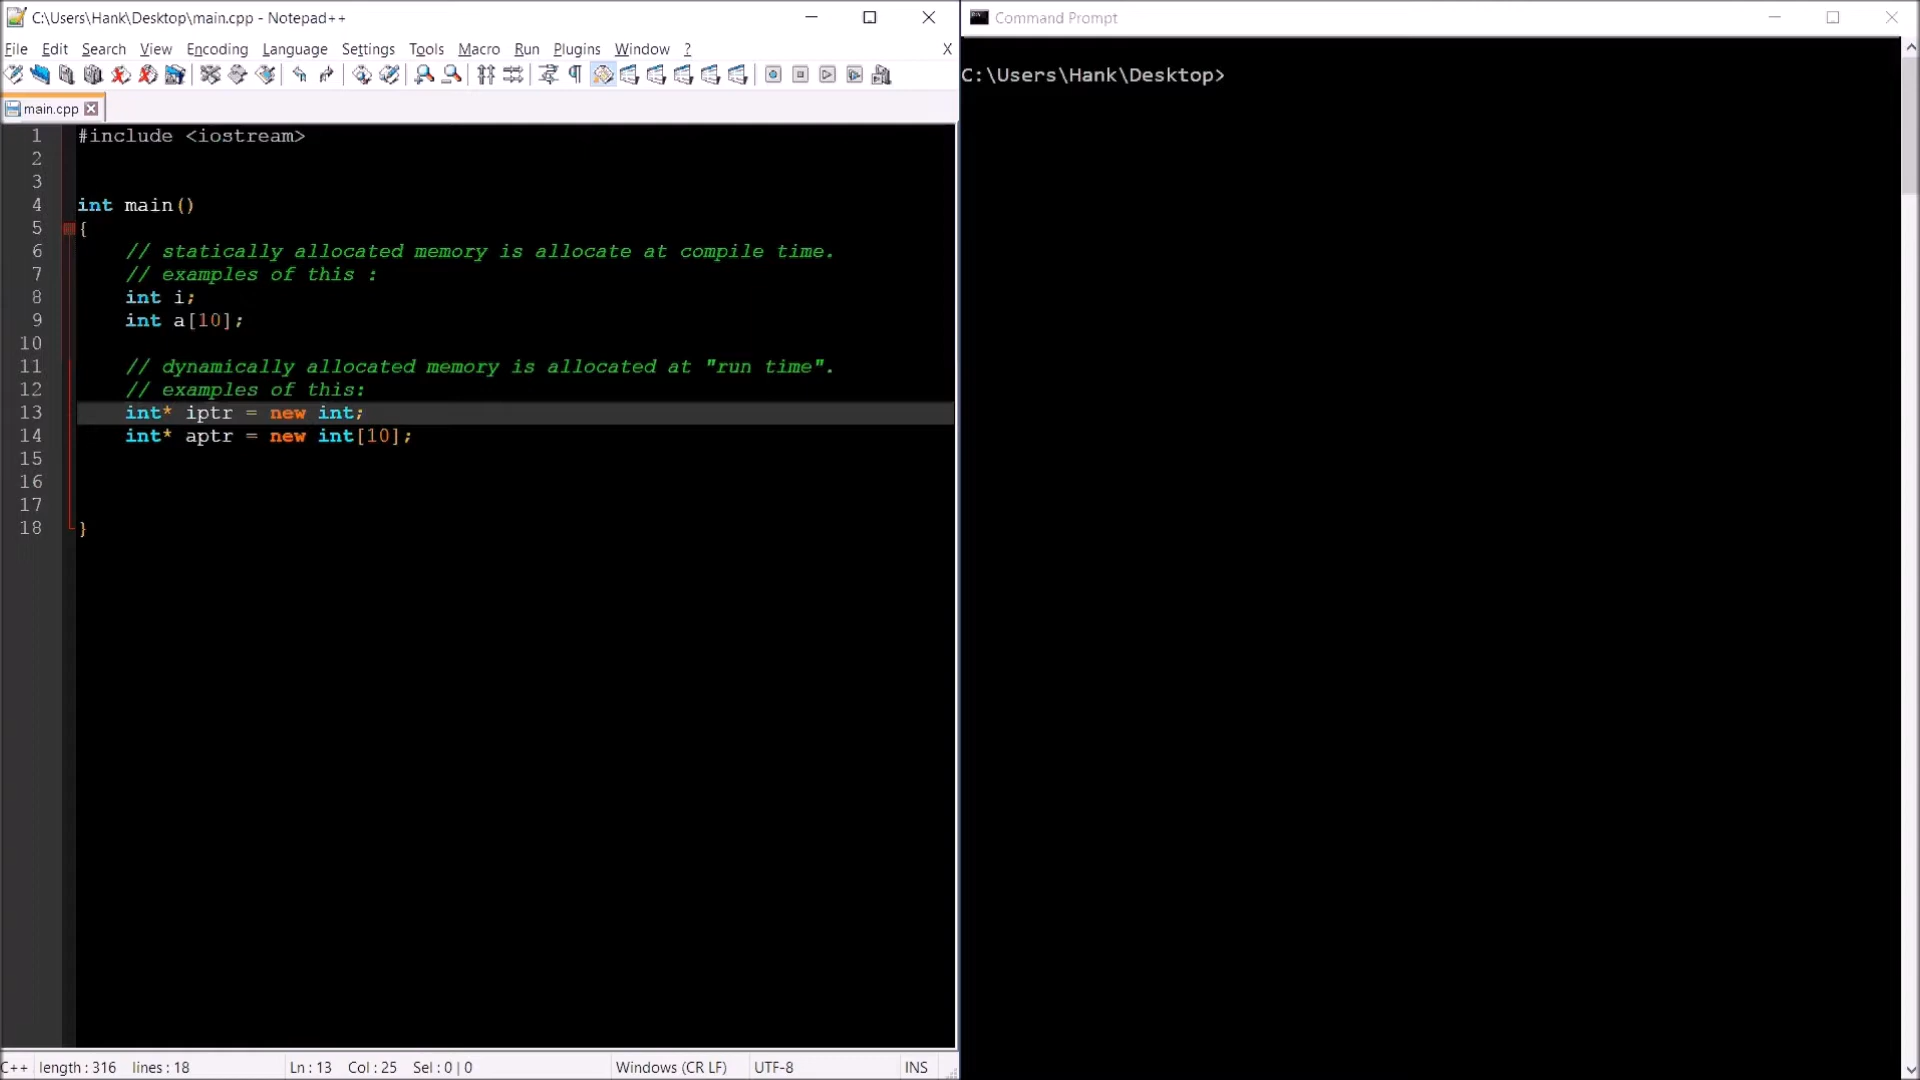 C:\Users\Hank\Desktop\main.cpp - Notepad++
File Edit Search View Encoding Language Settings Tools Macro Run Plugins Window ? X
main.cpp
1 #include <iostream>
2
3
4 int main()
5 {
6 // statically allocated memory is allocate at compile time.
7 // examples of this :
8 int i;
9 int a[10];
10
11 // dynamically allocated memory is allocated at "run time".
12 // examples of this:
13 int* iptr = new int;
14 int* aptr = new int[10];
15
16
17
18 }
C++ length : 316 lines : 18 Ln : 13 Col : 25 Sel : 0 | 0 Windows (CR LF) UTF-8 INS
Command Prompt
C:\Users\Hank\Desktop>